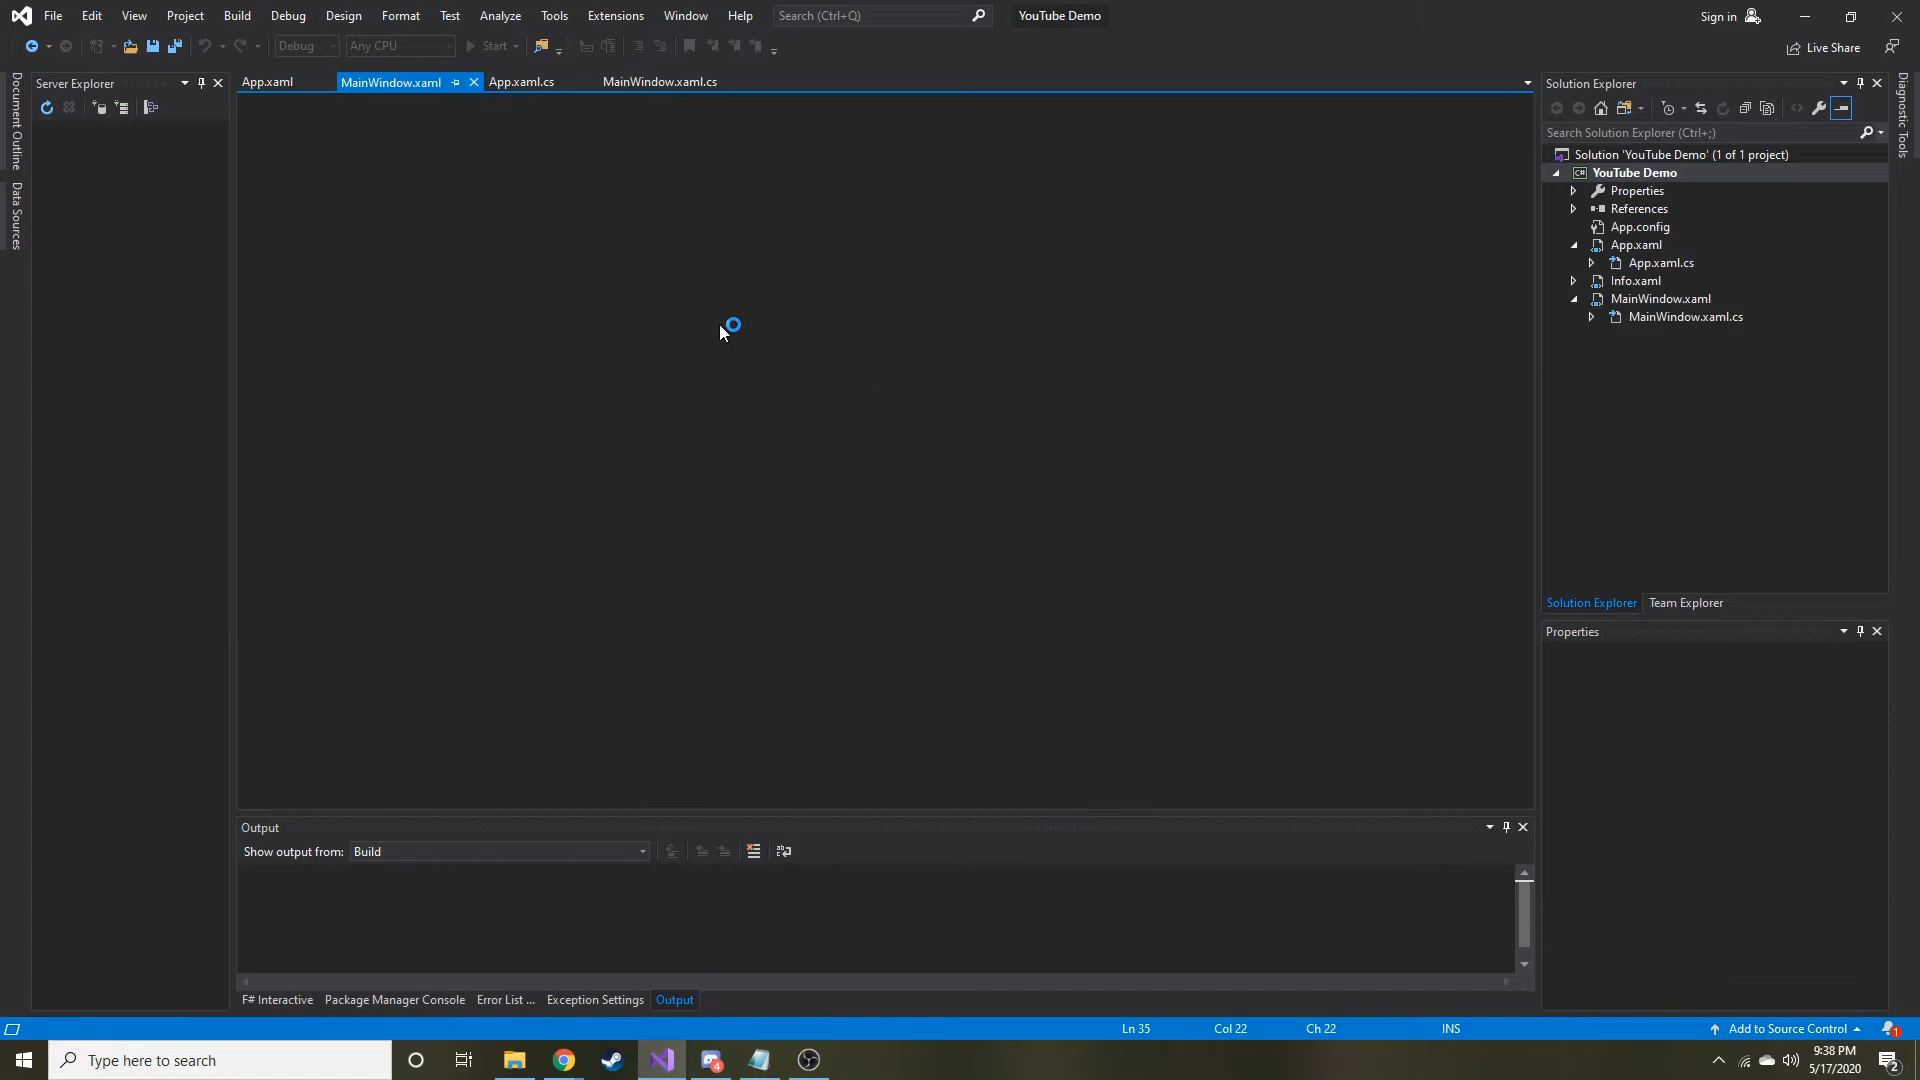 File Edit View Project Build Debug Design Format Test Analyze Tools Extensions Window Help Search (Ctrl+Q) YouTube Demo Sign in
Debug Any CPU Start Live Share
Document Outline
Data Sources
Server Explorer
App.xaml MainWindow.xaml App.xaml.cs MainWindow.xaml.cs
Solution Explorer
Search Solution Explorer (Ctrl+;)
Solution 'YouTube Demo' (1 of 1 project)
C# YouTube Demo
Properties
References
App.config
App.xaml
App.xaml.cs
Info.xaml
MainWindow.xaml
MainWindow.xaml.cs
Solution Explorer Team Explorer
Properties
Diagnostic Tools
Output
Show output from: Build
F# Interactive Package Manager Console Error List ... Exception Settings Output
Ln 35 Col 22 Ch 22 INS Add to Source Control 1
Type here to search
4
9:38 PM
5/17/2020
2